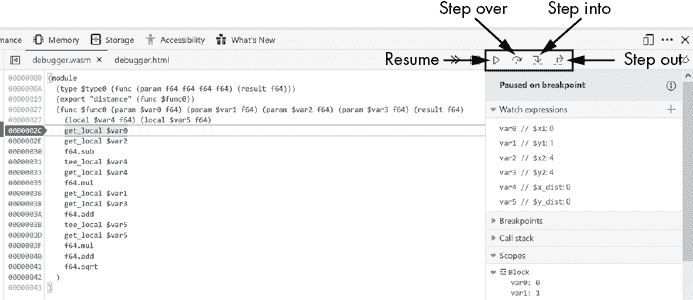 Step over Step into
Resume Step out
rmance Memory Storage Accessibility What's New
debugger.wasm debugger.html
00000000 (module
0000000A (type $type0 (func (param f64 f64 f64 f64) (result f64)))
00000019 (export "distance" (func $func0))
00000027 (func $func0 (param $var0 f64) (param $var1 f64) (param $var2 f64) (param $var3 f64) (result f64)
00000027 (local $var4 f64) (local $var5 f64)
0000002C get_local $var0
0000002E get_local $var2
00000030 f64.sub
00000031 tee_local $var4
00000033 get_local $var4
00000035 f64.mul
00000036 get_local $var1
00000038 get_local $var3
0000003A f64.add
0000003B tee_local $var5
0000003D get_local $var5
0000003F f64.mul
00000040 f64.add
00000041 f64.sqrt
00000042 )
00000043 )
Paused on breakpoint
Watch expressions
var0 // $x1: 0
var1 // $y1: 1
var2 // $x2: 4
var3 // $y2: 4
var4 // $x_dist: 0
var5 // $y_dist: 0
Breakpoints
Call stack
Scopes
Block
var0: 0
var1: 1